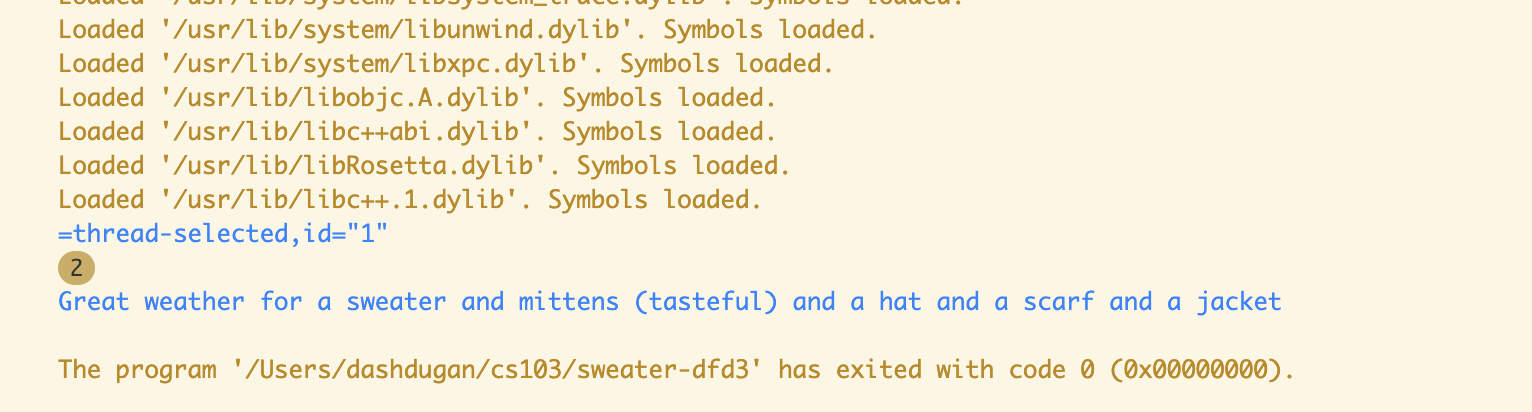 Loaded '/usr/lib/system/libsystem_trace.dylib'. Symbols loaded.
Loaded '/usr/lib/system/libunwind.dylib'. Symbols loaded.
Loaded '/usr/lib/system/libxpc.dylib'. Symbols loaded.
Loaded '/usr/lib/libobjc.A.dylib'. Symbols loaded.
Loaded '/usr/lib/libc++abi.dylib'. Symbols loaded.
Loaded '/usr/lib/libRosetta.dylib'. Symbols loaded.
Loaded '/usr/lib/libc++.1.dylib'. Symbols loaded.
=thread-selected,id="1"
2
Great weather for a sweater and mittens (tasteful) and a hat and a scarf and a jacket
The program '/Users/dashdugan/cs103/sweater-dfd3' has exited with code 0 (0x00000000).